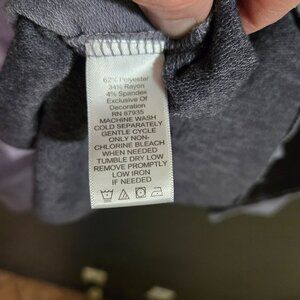 62% Polyester
34% Rayon
4% Spandex
Exclusive Of
Decoration
RN 87935
MACHINE WASH
COLD SEPARATELY
GENTLE CYCLE
ONLY NON-
CHLORINE BLEACH
WHEN NEEDED
TUMBLE DRY LOW
REMOVE PROMPTLY
LOW IRON
IF NEEDED